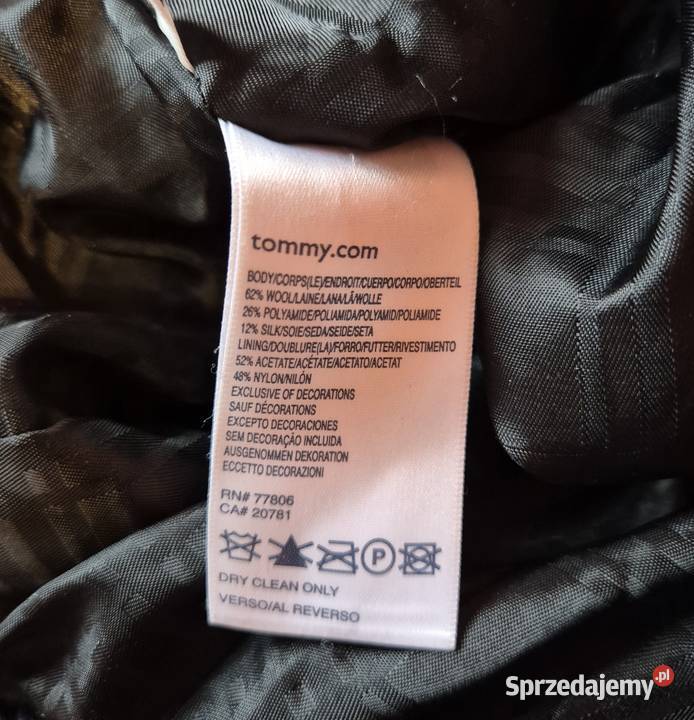 tommy.com
BODY/CORPS(LE)/ENDROIT/CUERPO/CORPO/OBERTEIL
62% WOOL/LAINE/LANA/LÃ/WOLLE
26% POLYAMIDE/POLIAMIDA/POLYAMID/POLIAMIDE
12% SILK/SOIE/SEDA/SEIDE/SETA
LINING/DOUBLURE(LA)/FORRO/FUTTER/RIVESTIMENTO
52% ACETATE/ACÉTATE/ACETATO/ACETAT
48% NYLON/NILÓN
EXCLUSIVE OF DECORATIONS
SAUF DÉCORATIONS
EXCEPTO DECORACIONES
SEM DECORAÇÃO INCLUIDA
AUSGENOMMEN DEKORATION
ECCETTO DECORAZIONI
RN# 77806
CA# 20781
P
DRY CLEAN ONLY
VERSO/AL REVERSO
Sprzedajemy.pl